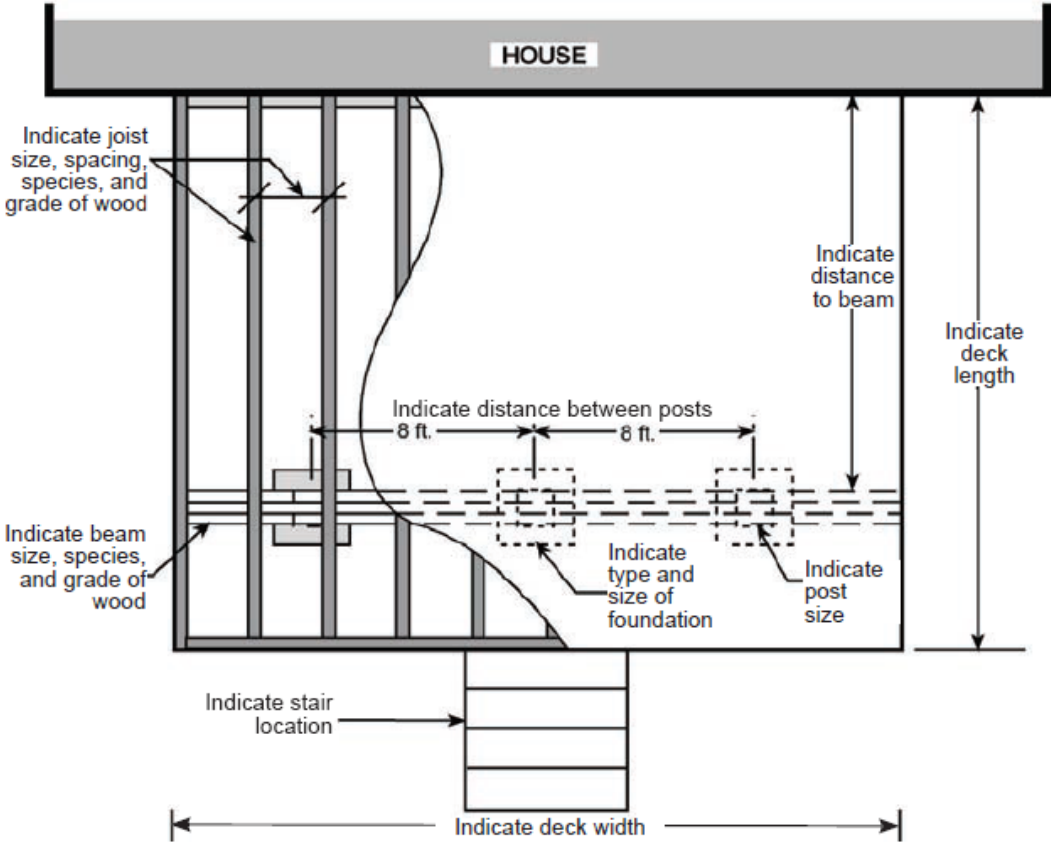 HOUSE
Indicate joist
size, spacing,
species, and
grade of wood
Indicate
distance
to beam
Indicate
deck
length
Indicate distance between posts
8 ft.
8 ft.
Indicate beam
size, species,
and grade of
wood
Indicate
type and
size of
foundation
Indicate
post
size
Indicate stair
location
Indicate deck width